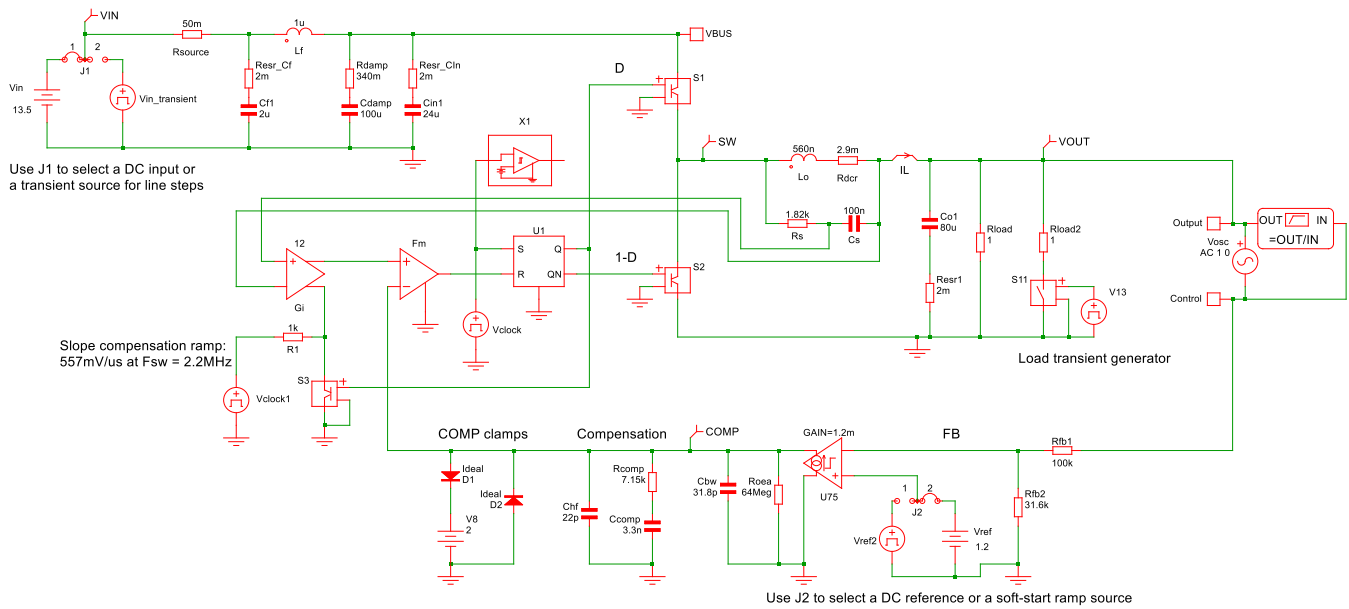 VIN
50m
Rsource
1u
Lf
VBUS
1
2
J1
Vin
13.5
Vin_transient
Resr_Cf
2m
Cf1
2u
Rdamp
340m
Cdamp
100u
Resr_CIn
2m
Cin1
24u
D
S1
X1
Use J1 to select a DC input or
a transient source for line steps
SW
560n
Lo
2.9m
Rdcr
IL
VOUT
1.82k
Rs
100n
Cs
Co1
80u
Rload
1
Rload2
1
Output
Vosc
AC 1 0
OUT
IN
=OUT/IN
12
Gi
Fm
U1
S
Q
R
QN
1-D
S2
Resr1
2m
S11
V13
Control
Vclock
1k
R1
Slope compensation ramp:
557mV/us at Fsw = 2.2MHz
Load transient generator
S3
Vclock1
COMP clamps
Compensation
COMP
GAIN=1.2m
FB
Rfb1
100k
Ideal
D1
Ideal
D2
V8
2
Chf
22p
Rcomp
7.15k
Ccomp
3.3n
Cbw
31.8p
Roea
64Meg
U75
1
2
J2
Vref2
Vref
1.2
Rfb2
31.6k
Use J2 to select a DC reference or a soft-start ramp source